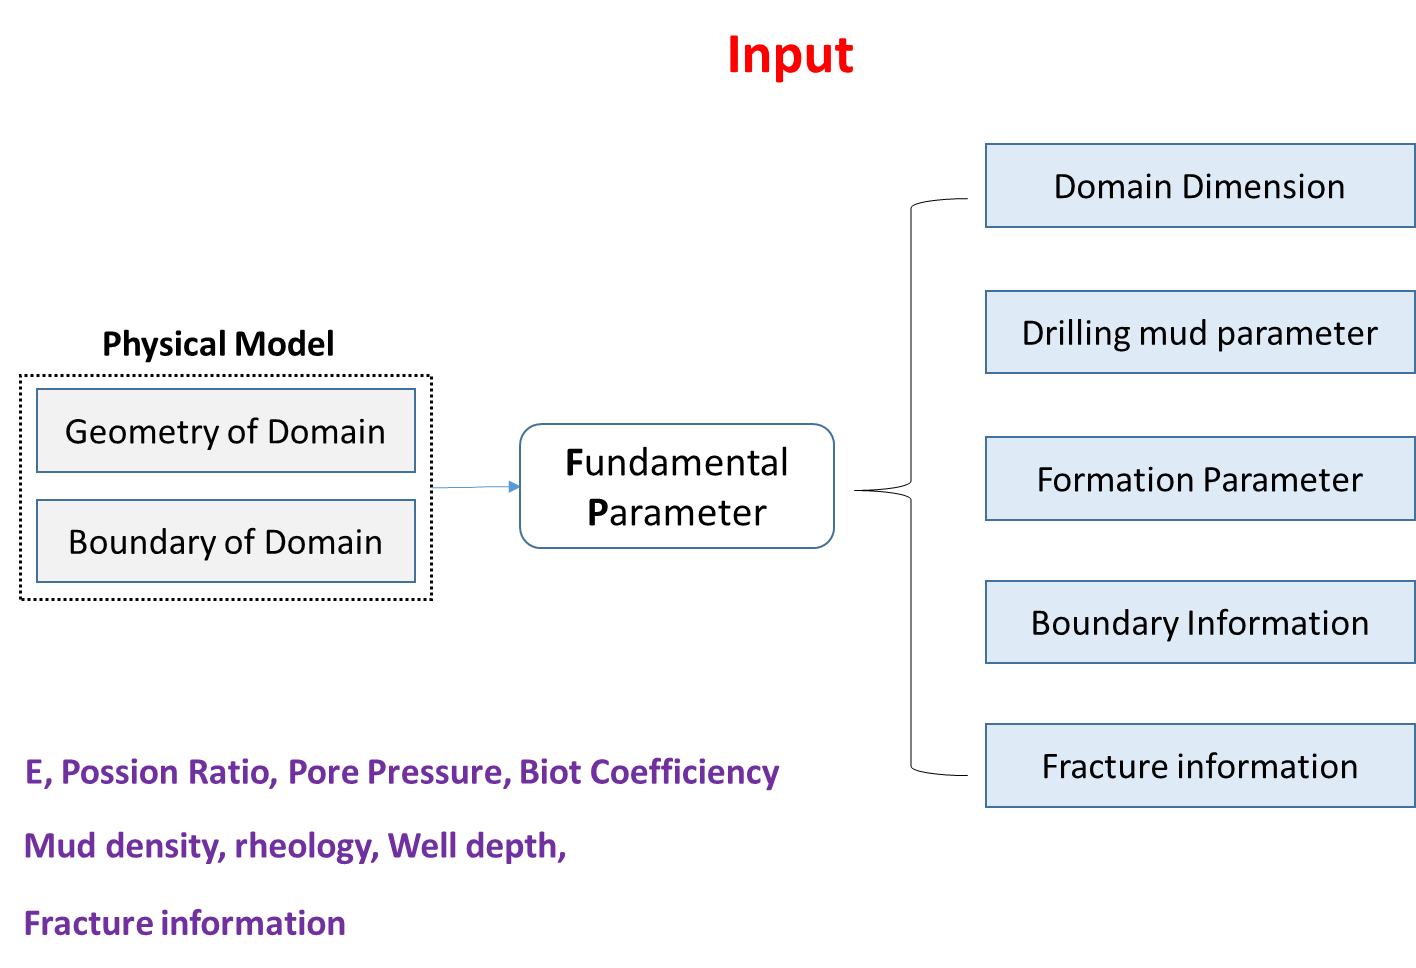 Input
Physical Model
Geometry of Domain
Boundary of Domain
Fundamental
Parameter
Domain Dimension
Drilling mud parameter
Formation Parameter
Boundary Information
Fracture information
E, Possion Ratio, Pore Pressure, Biot Coefficiency
Mud density, rheology, Well depth,
Fracture information